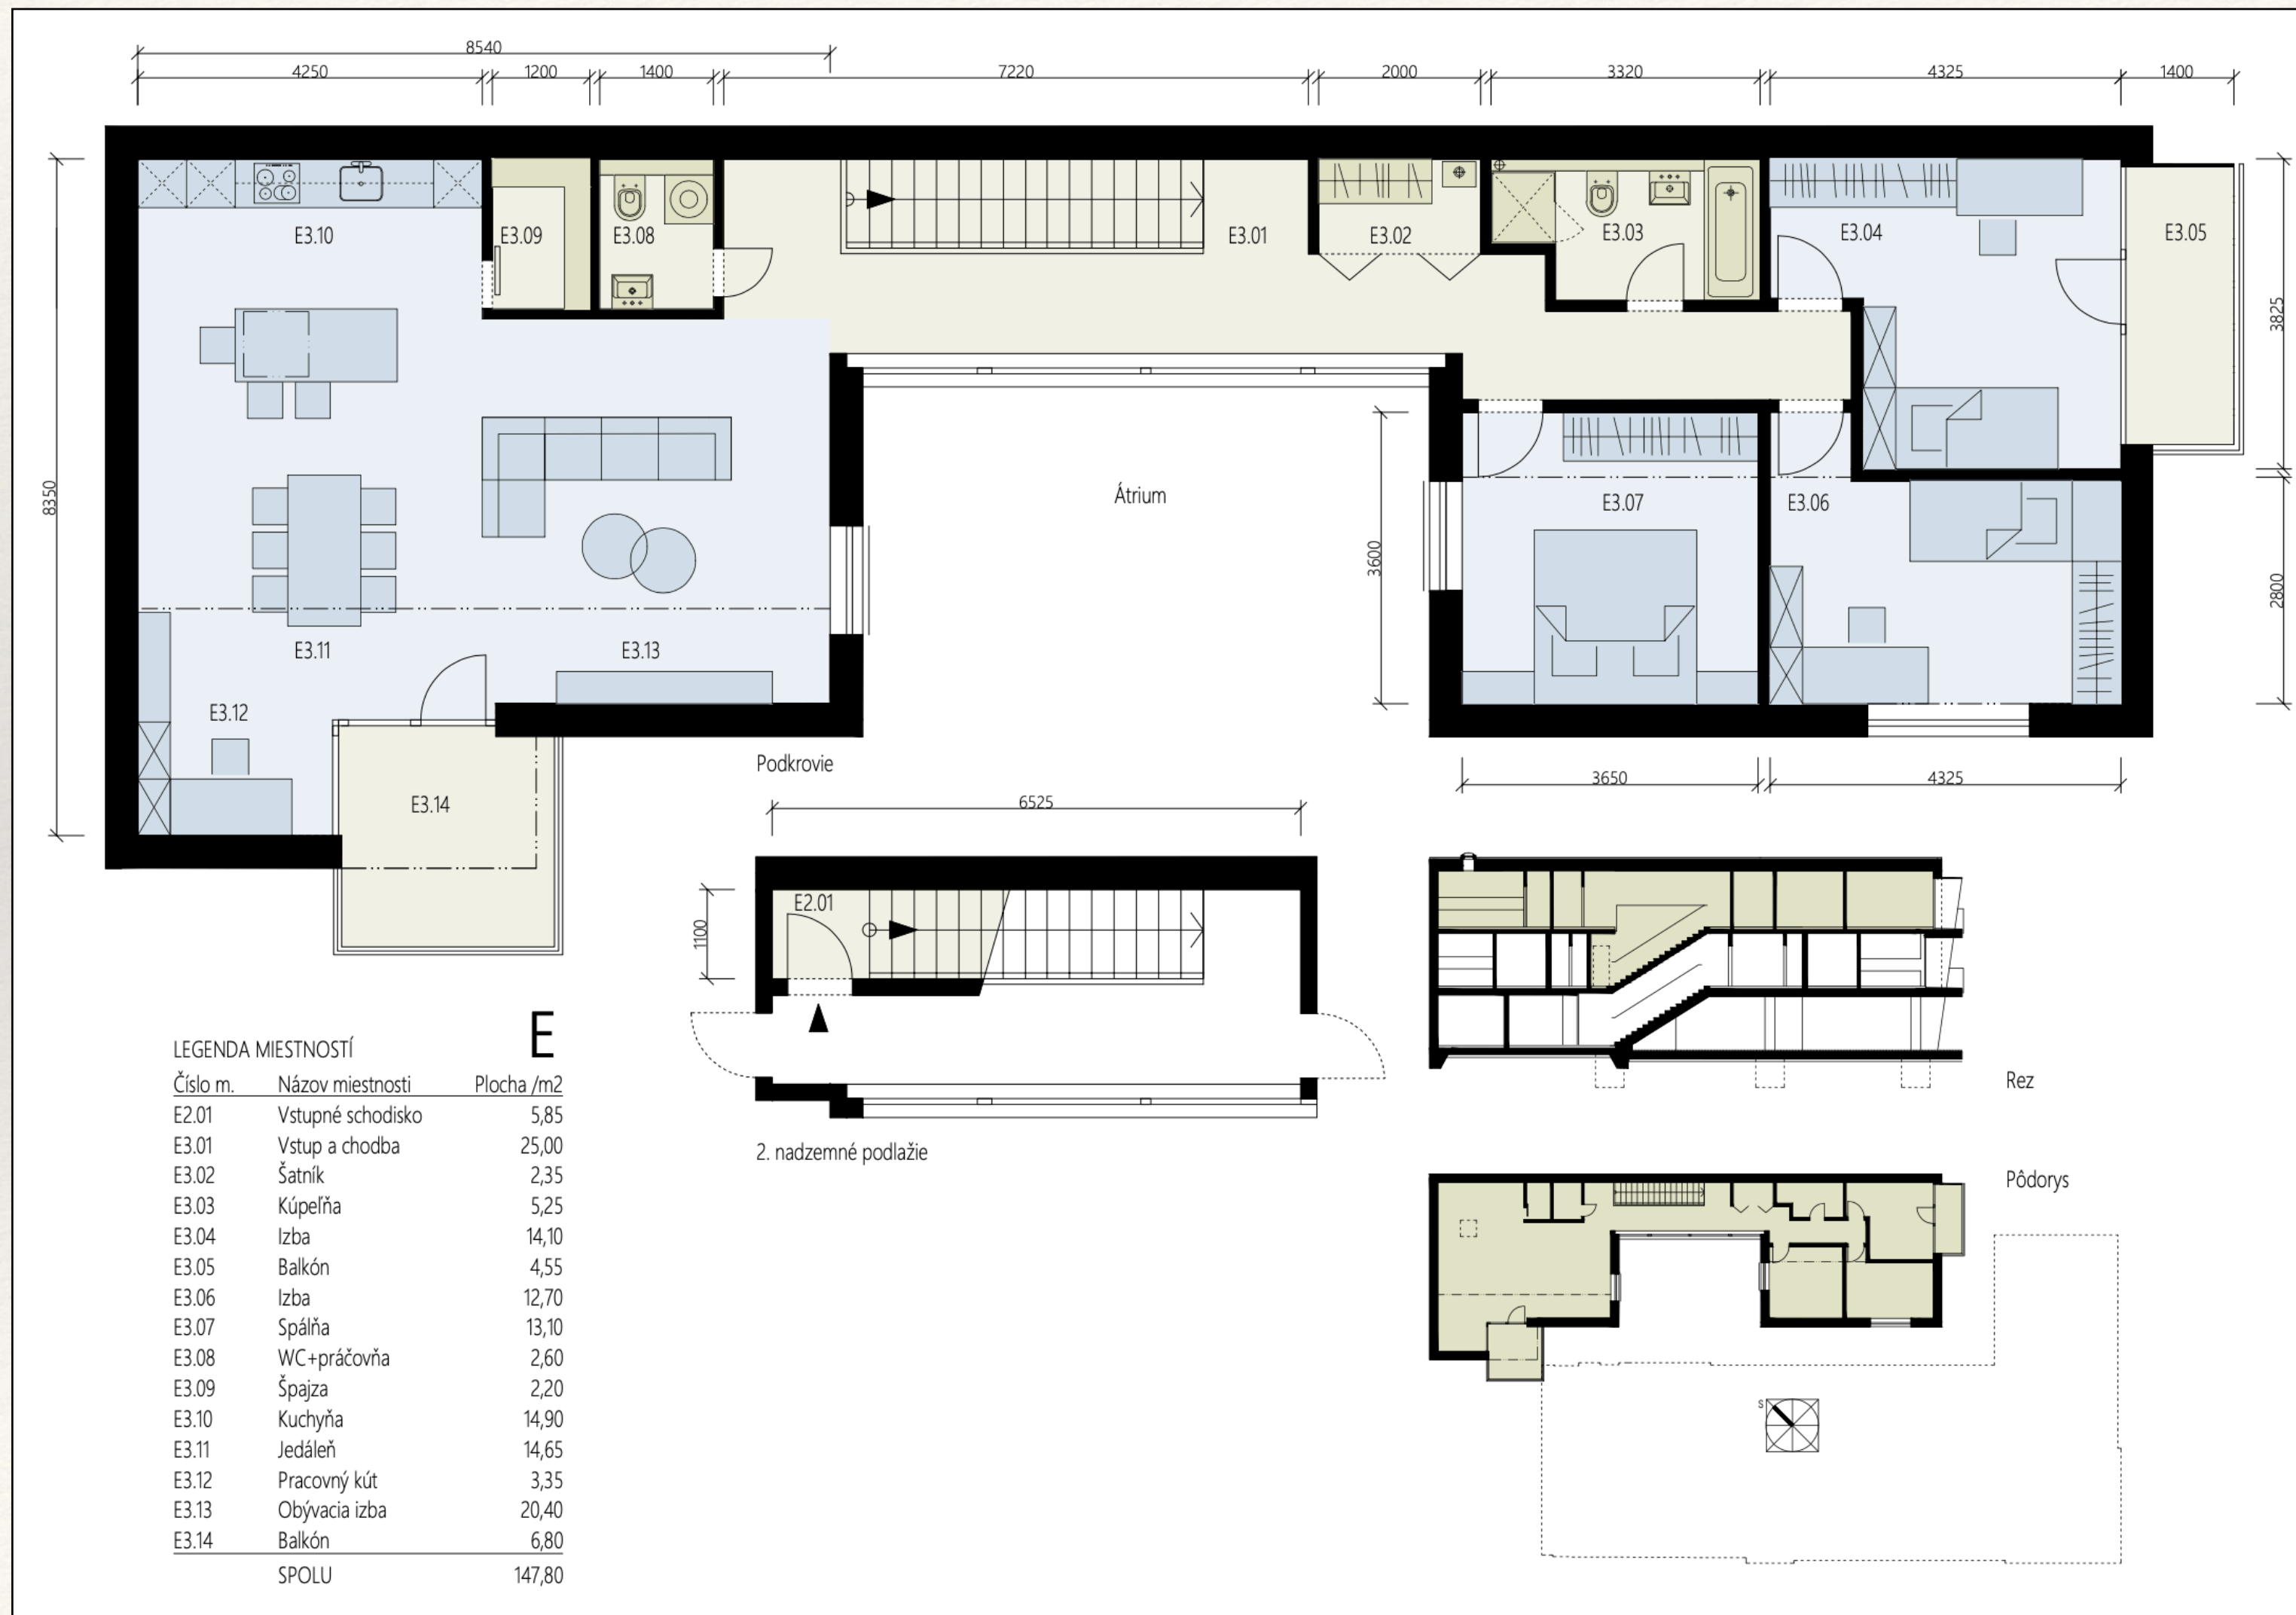 8540
4250 1200 1400 7220 2000 3320 4325 1400
E3.10 E3.09 E3.08 E3.01 E3.02 E3.03 E3.04 E3.05
3825
8350
Átrium
3600
E3.07 E3.06
2800
E3.11 E3.13
E3.12
E3.14
Podkrovie
3650 4325
6525
E2.01
1100
2. nadzemné podlažie
Rez
Pôdorys
S
LEGENDA MIESTNOSTÍ E
Číslo m. Názov miestnosti Plocha /m2
E2.01 Vstupné schodisko 5,85
E3.01 Vstup a chodba 25,00
E3.02 Šatník 2,35
E3.03 Kúpeľňa 5,25
E3.04 Izba 14,10
E3.05 Balkón 4,55
E3.06 Izba 12,70
E3.07 Spálňa 13,10
E3.08 WC+práčovňa 2,60
E3.09 Špajza 2,20
E3.10 Kuchyňa 14,90
E3.11 Jedáleň 14,65
E3.12 Pracovný kút 3,35
E3.13 Obývacia izba 20,40
E3.14 Balkón 6,80
SPOLU 147,80